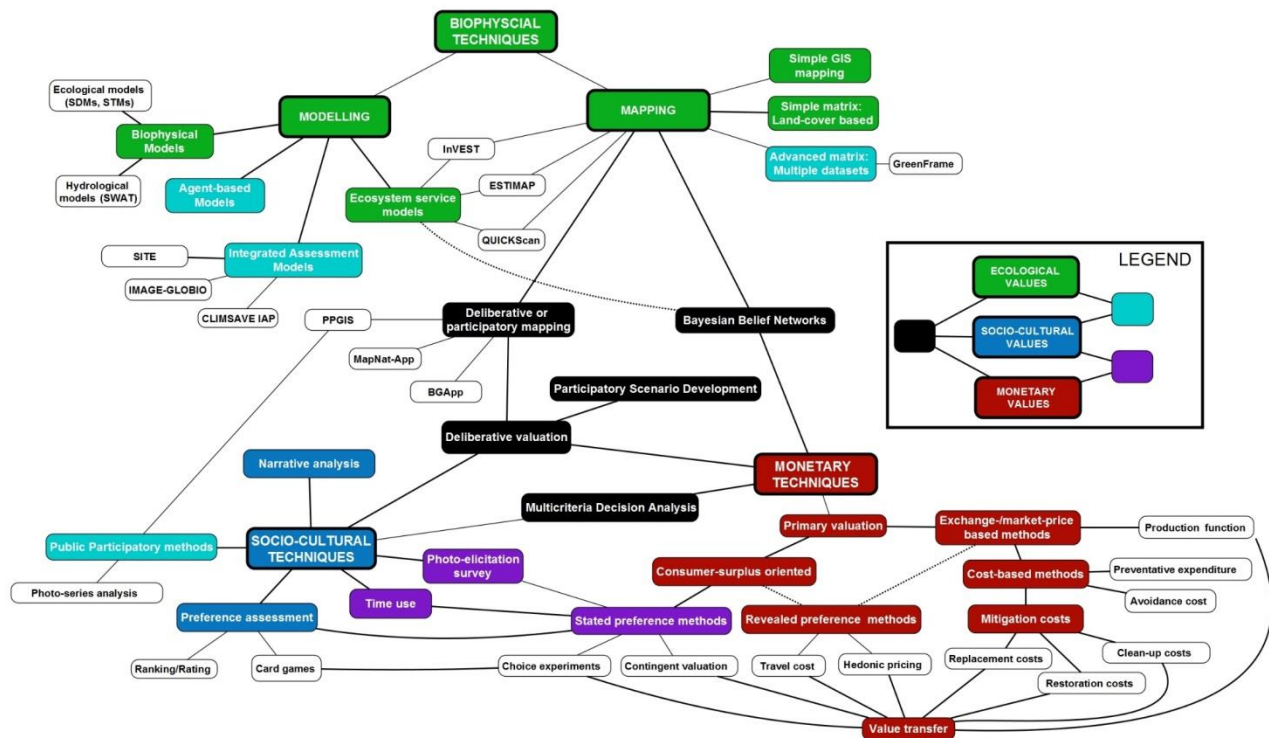 BIOPHYSCIAL
TECHNIQUES
Simple GIS
mapping
Ecological models
(SDMs, STMs)
MODELLING
MAPPING
Simple matrix:
Land-cover based
Biophysical
Models
InVEST
Advanced matrix:
Multiple datasets
GreenFrame
Hydrological
models (SWAT)
Agent-based
Models
Ecosystem service
models
ESTIMAP
QUICKScan
SITE
Integrated Assessment
Models
IMAGE-GLOBIO
CLIMSAVE IAP
LEGEND
ECOLOGICAL
VALUES
SOCIO-CULTURAL
VALUES
MONETARY
VALUES
PPGIS
Deliberative or
participatory mapping
Bayesian Belief Networks
MapNat-App
BGApp
Participatory Scenario Development
Deliberative valuation
Narrative analysis
MONETARY
TECHNIQUES
Multicriteria Decision Analysis
Public Participatory methods
SOCIO-CULTURAL
TECHNIQUES
Primary valuation
Exchange-/market-price
based methods
Production function
Photo-elicitation
survey
Consumer-surplus oriented
Cost-based methods
Preventative expenditure
Photo-series analysis
Time use
Avoidance cost
Preference assessment
Stated preference methods
Revealed preference methods
Mitigation costs
Ranking/Rating
Card games
Choice experiments
Contingent valuation
Travel cost
Hedonic pricing
Replacement costs
Clean-up costs
Restoration costs
Value transfer